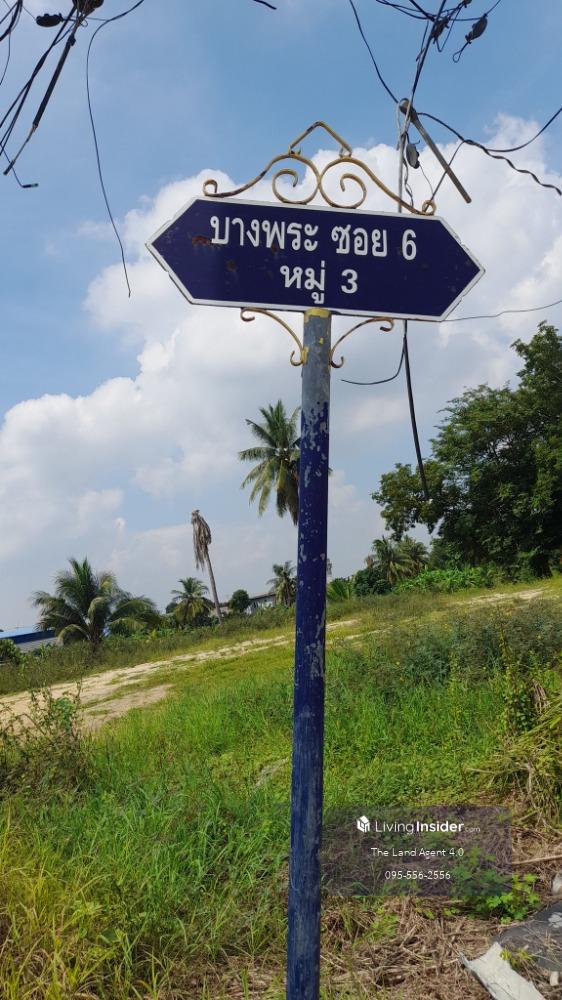 บางพระ ซอย 6
หมู่ 3
LivingInsider.com
The Land Agent 4.0
095-556-2556